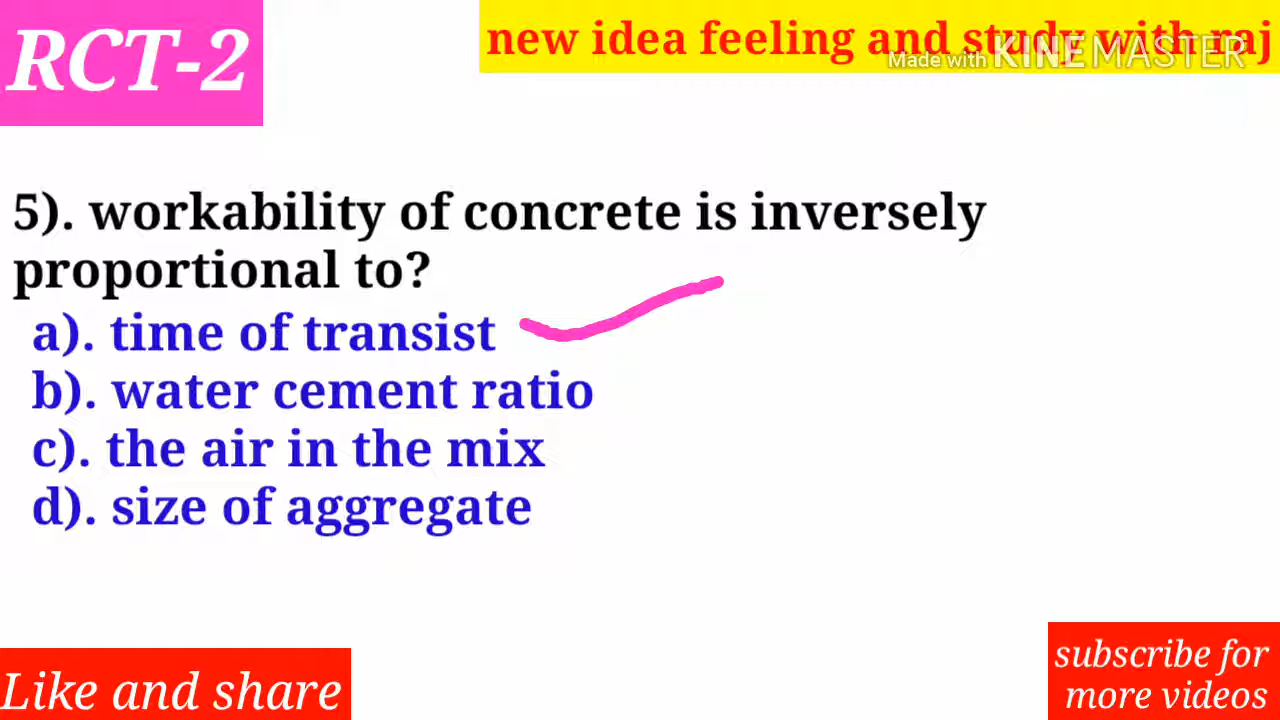 RCT-2
new idea feeling and study with raj
Made with KINEMASTER
5). workability of concrete is inversely
proportional to?
a). time of transist
b). water cement ratio
c). the air in the mix
d). size of aggregate
Like and share
subscribe for
more videos